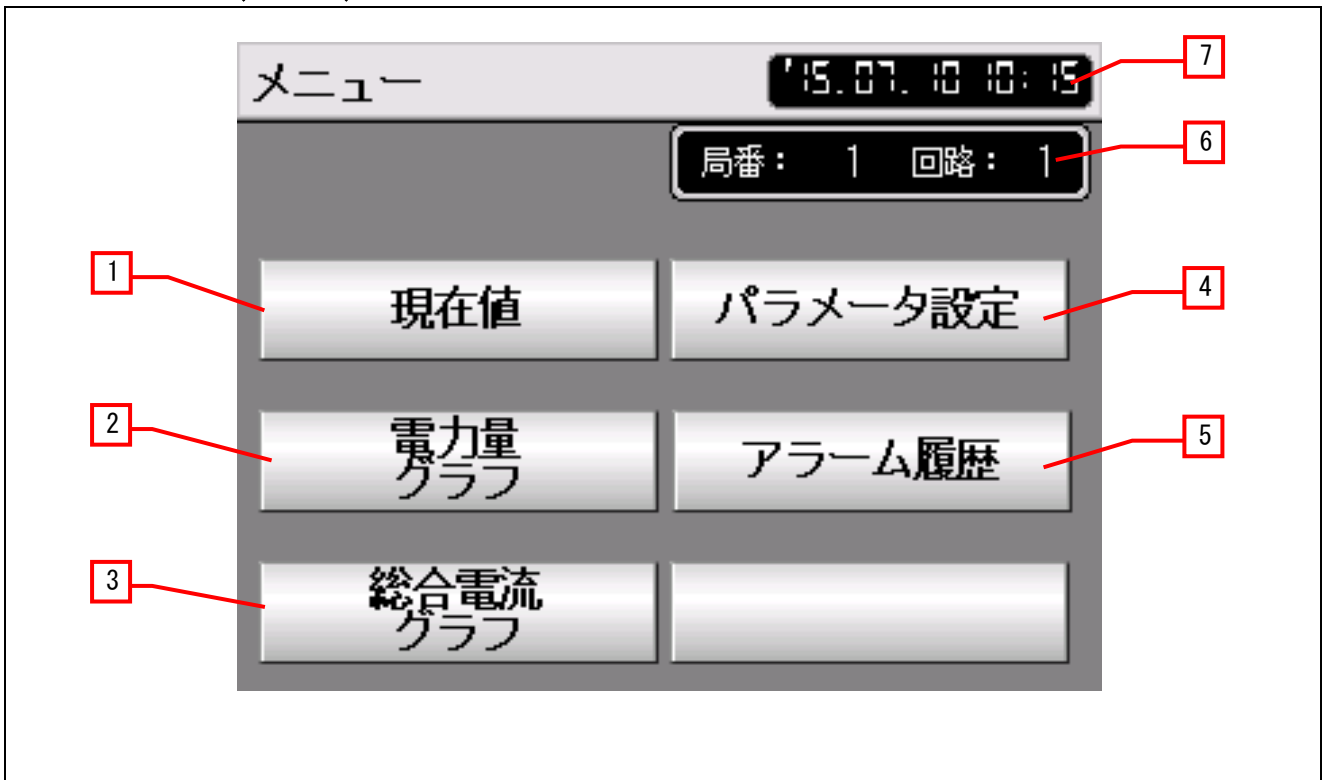 メニュー
'15.07.10 10:15
7
局番： 1 回路： 1
6
1
現在値
パラメータ設定
4
2
電力量
グラフ
アラーム履歴
5
3
総合電流
グラフ